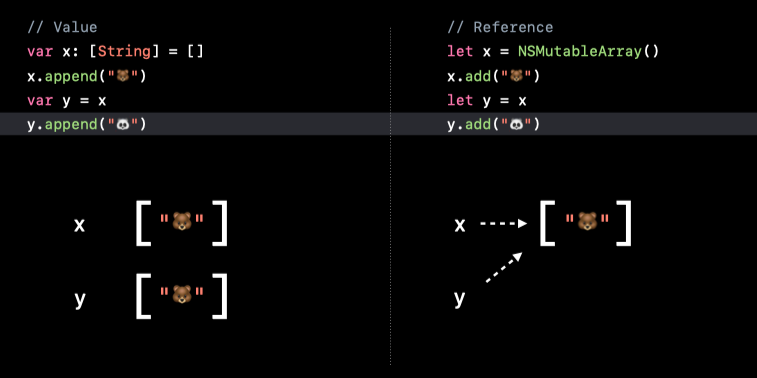 // Value
var x: [String] = []
x.append("🐻")
var y = x
y.append("🐼")
x ["🐻"]
y ["🐻"]
// Reference
let x = NSMutableArray()
x.add("🐻")
let y = x
y.add("🐼")
x ["🐻"]
y